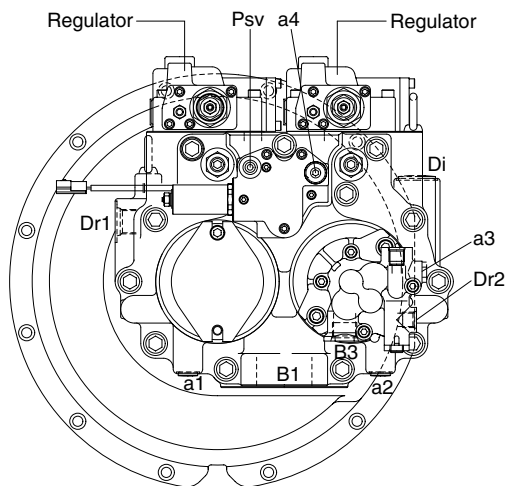 Regulator Psv a4 Regulator
Di
Dr1
a3
Dr2
B3
a1 B1 a2